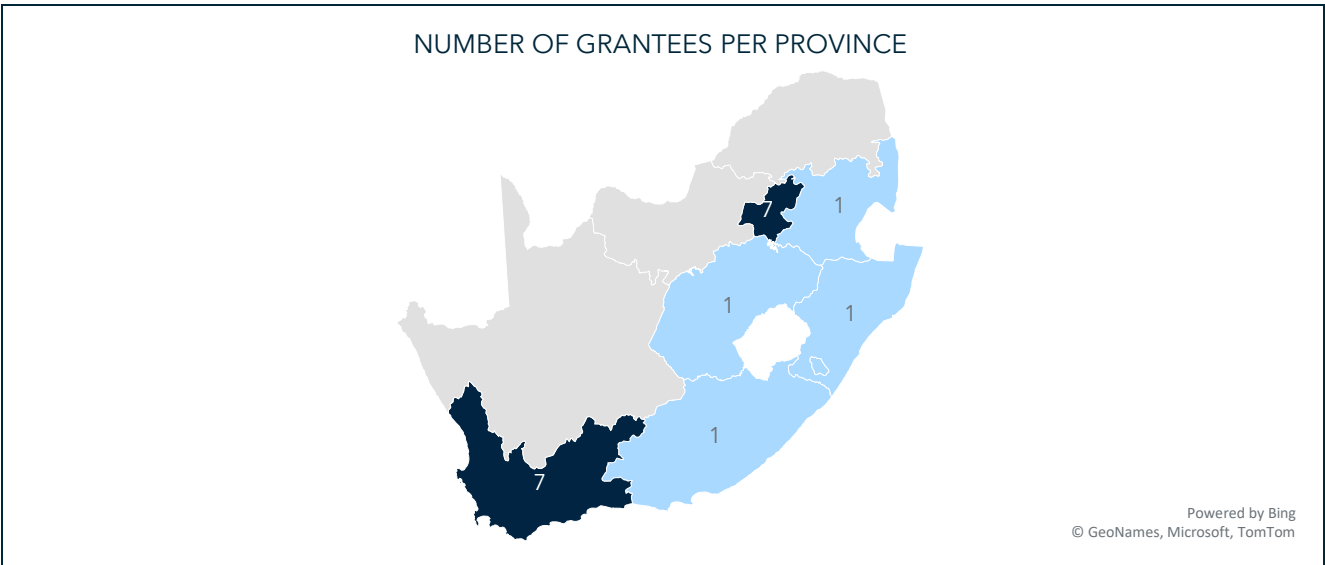 NUMBER OF GRANTEES PER PROVINCE
7
1
1
1
1
7
Powered by Bing
© GeoNames, Microsoft, TomTom